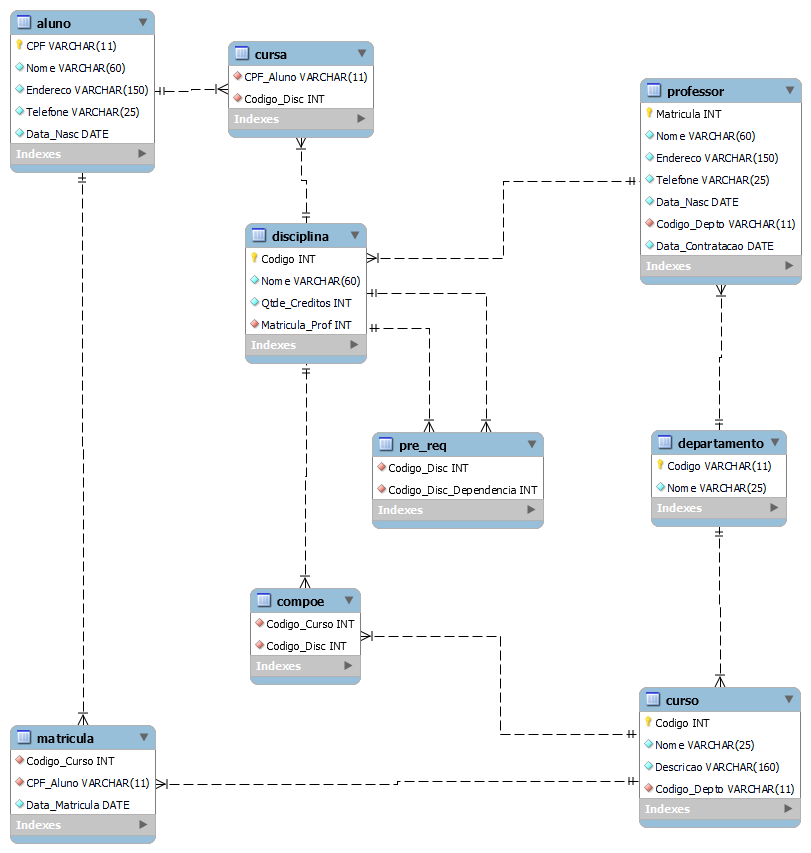 aluno
CPF VARCHAR(11)
Nome VARCHAR(60)
Endereco VARCHAR(150)
Telefone VARCHAR(25)
Data_Nasc DATE
Indexes
cursa
CPF_Aluno VARCHAR(11)
Codigo_Disc INT
Indexes
professor
Matricula INT
Nome VARCHAR(60)
Endereco VARCHAR(150)
Telefone VARCHAR(25)
Data_Nasc DATE
Codigo_Depto VARCHAR(11)
Data_Contratacao DATE
Indexes
disciplina
Codigo INT
Nome VARCHAR(60)
Qtde_Creditos INT
Matricula_Prof INT
Indexes
pre_req
Codigo_Disc INT
Codigo_Disc_Dependencia INT
Indexes
departamento
Codigo VARCHAR(11)
Nome VARCHAR(25)
Indexes
compoe
Codigo_Curso INT
Codigo_Disc INT
Indexes
curso
Codigo INT
Nome VARCHAR(25)
Descricao VARCHAR(160)
Codigo_Depto VARCHAR(11)
Indexes
matricula
Codigo_Curso INT
CPF_Aluno VARCHAR(11)
Data_Matricula DATE
Indexes